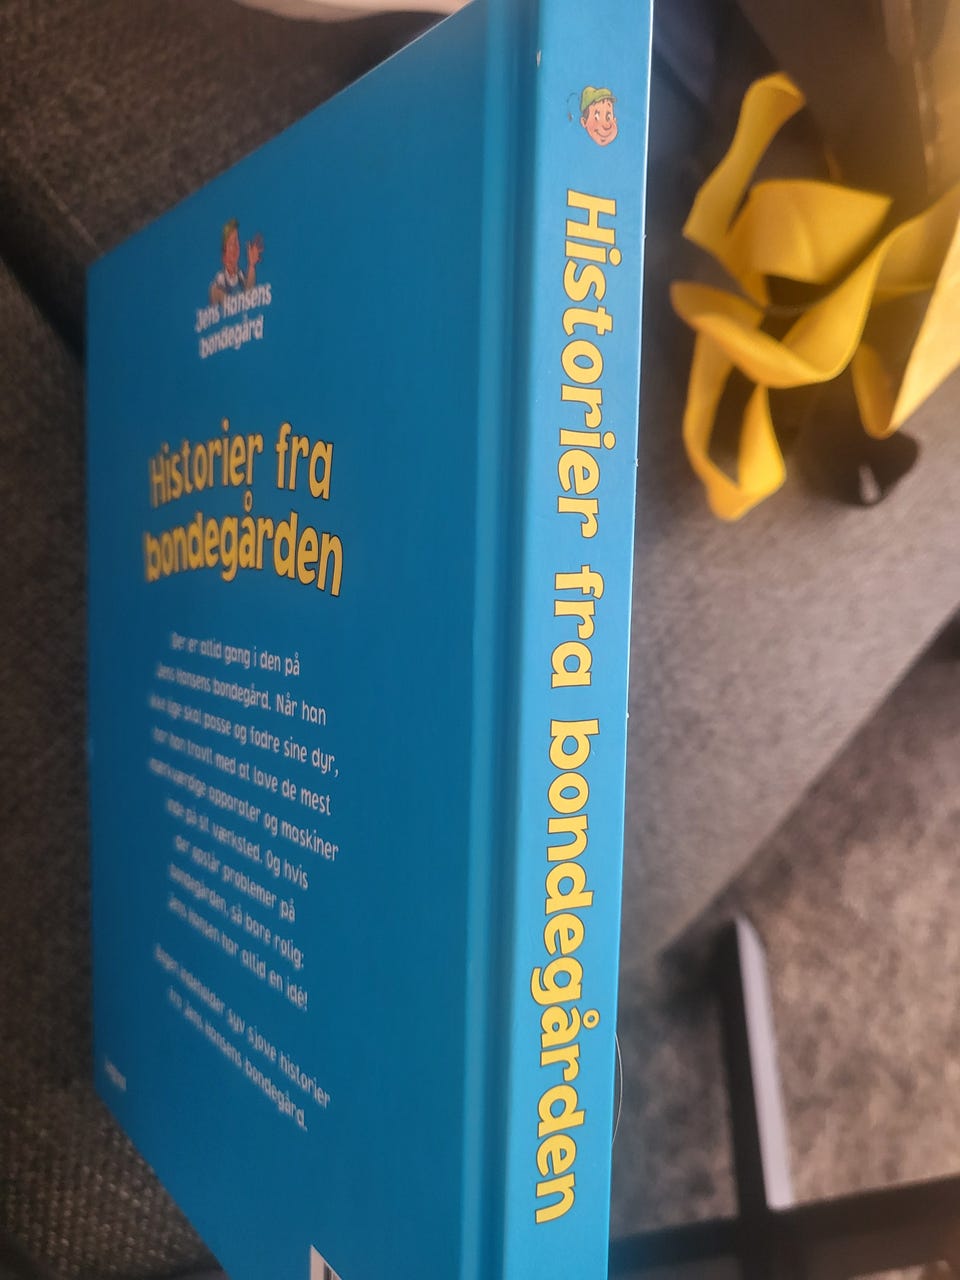 Jens Hansens
bondegård
Historier fra
bondegården
Der er altid gang i den på
Jens Hansens bondegård. Når han
ikke lige skal passe og fodre sine dyr,
har han travlt med at lave de mest
mærkværdige apparater og maskiner
inde på sit værksted. Og hvis
der opstår problemer på
bondegården, så bare rolig:
Jens Hansen har altid en idé!
Bogen indeholder syv sjove historier
fra Jens Hansens bondegård.
Historier fra bondegården